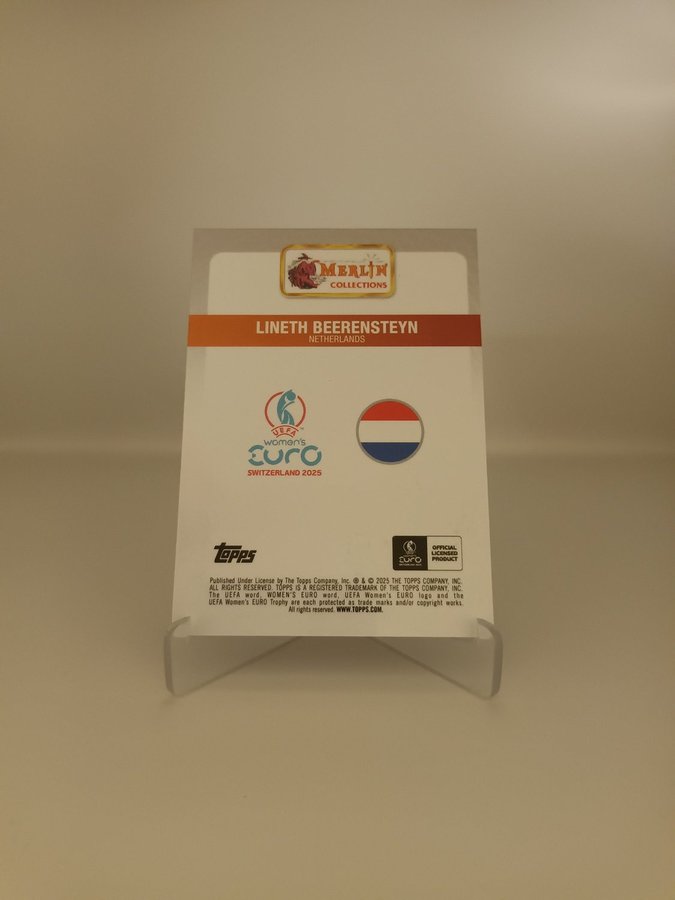 MERLIN
COLLECTIONS
LINETH BEERENSTEYN
NETHERLANDS
UEFA
WOMEN'S
EURO
SWITZERLAND 2025
topps
EURO
OFFICIAL
LICENSED
PRODUCT
Published Under License by The Topps Company, Inc. ® & © 2025 THE TOPPS COMPANY, INC.
ALL RIGHTS RESERVED. TOPPS IS A REGISTERED TRADEMARK OF THE TOPPS COMPANY, INC.
The UEFA word, WOMEN'S EURO word, UEFA Women's EURO logo and the
UEFA Women's EURO Trophy are each protected as trade marks and/or copyright works.
All rights reserved. WWW.TOPPS.COM.